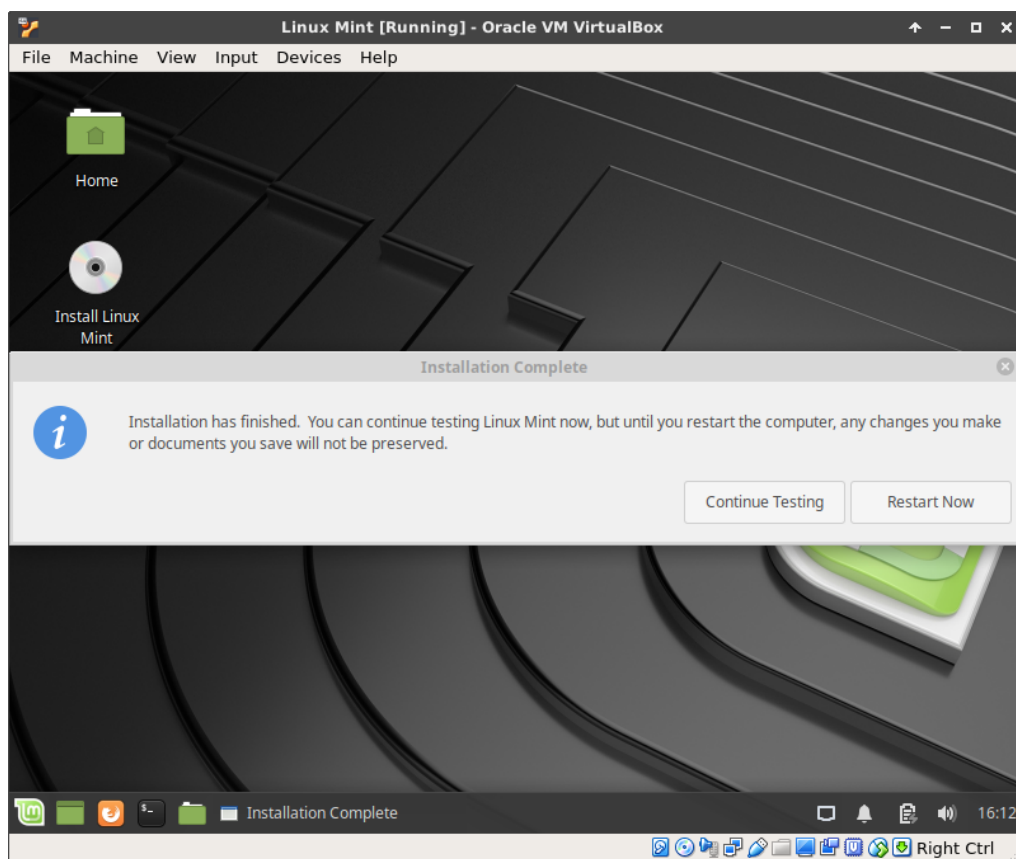 Linux Mint [Running] - Oracle VM VirtualBox
File Machine View Input Devices Help
Home
Install Linux
Mint
Installation Complete
Installation has finished. You can continue testing Linux Mint now, but until you restart the computer, any changes you make
or documents you save will not be preserved.
Continue Testing Restart Now
$-
Installation Complete
16:12
Right Ctrl